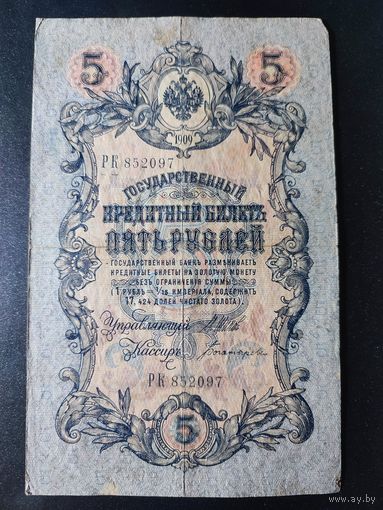 5 5
1909
РК 852097
ГОСУДАРСТВЕННЫЙ
КРЕДИТНЫЙ БИЛЕТЪ
ПЯТЬ РУБЛЕЙ
ГОСУДАРСТВЕННЫЙ БАНКЪ РАЗМѢНИВАЕТЪ
КРЕДИТНЫЕ БИЛЕТЫ НА ЗОЛОТУЮ МОНЕТУ
БЕЗЪ ОГРАНИЧЕНІЯ СУММЫ
(1 РУБЛЬ = 1/15 ИМПЕРІАЛА, СОДЕРЖИТЪ
17,424 ДОЛЕЙ ЧИСТАГО ЗОЛОТА).
Управляющій
Кассиръ
РК 852097
5
ay.by